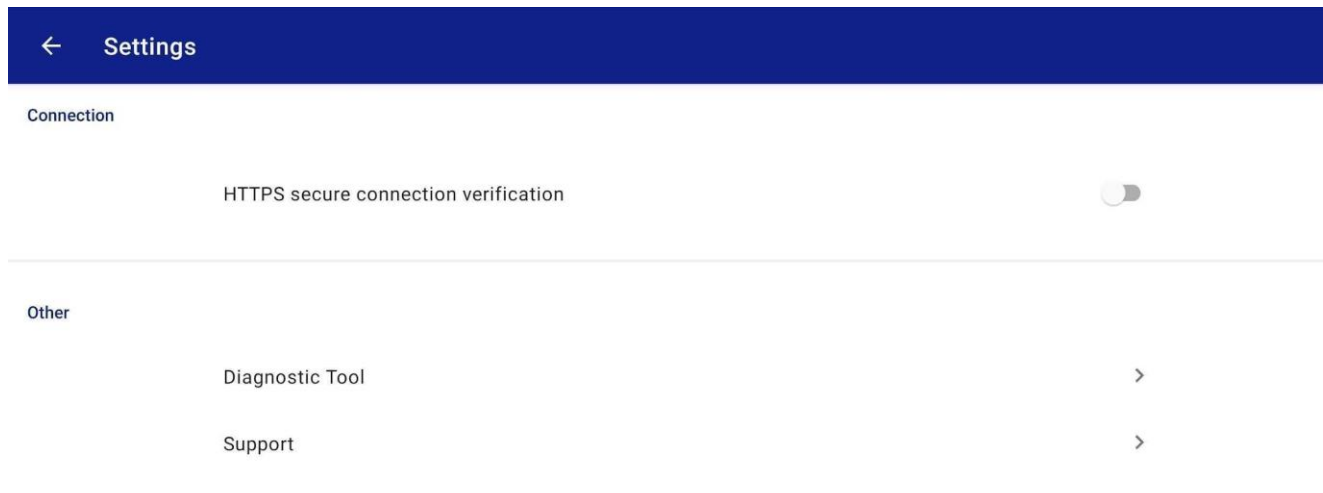 Settings
Connection
HTTPS secure connection verification
Other
Diagnostic Tool
Support